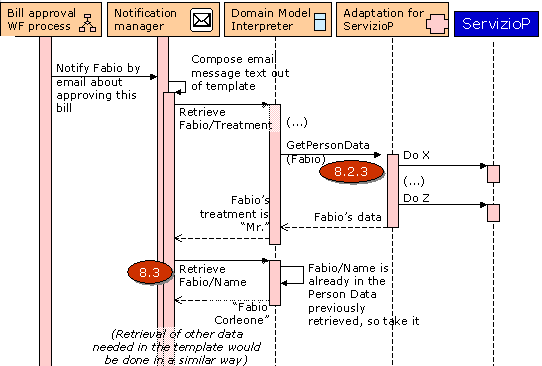 Bill approval
WF process
Notification
manager
Domain Model
Interpreter
Adaptation for
ServizioP
ServizioP
Notify Fabio by
email about
approving this
bill
Compose email
message text out
of template
Retrieve
Fabio/Treatment
(...)
GetPersonData
(Fabio)
8.2.3
Do X
(...)
Do Z
Fabio's
treatment is
"Mr."
Fabio's data
8.3
Retrieve
Fabio/Name
Fabio/Name is
already in the
Person Data
previously
retrieved, so take it
"Fabio
Corleone"
(Retrieval of other data
needed in the template would
be done in a similar way)